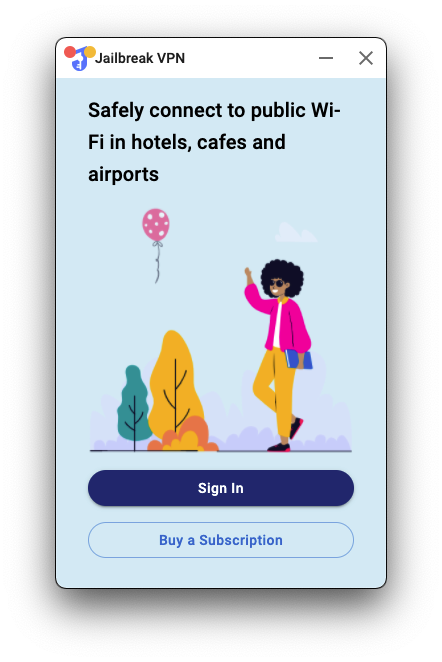 Jailbreak VPN
Safely connect to public Wi-
Fi in hotels, cafes and
airports
Sign In
Buy a Subscription